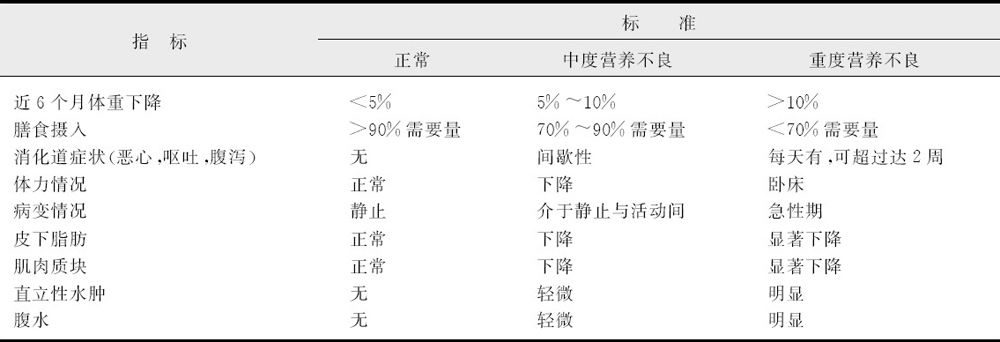 指 标 标 准
正常 中度营养不良 重度营养不良
近6个月体重下降 <5% 5%～10% >10%
膳食摄入 >90%需要量 70%～90%需要量 <70%需要量
消化道症状(恶心,呕吐,腹泻) 无 间歇性 每天有,可超过达2周
体力情况 正常 下降 卧床
病变情况 静止 介于静止与活动间 急性期
皮下脂肪 正常 下降 显著下降
肌肉质块 正常 下降 显著下降
直立性水肿 无 轻微 明显
腹水 无 轻微 明显